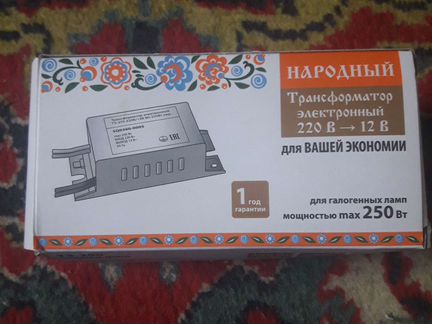 НАРОДНЫЙ
Трансформатор
электронный
220 В → 12 В
для ВАШЕЙ ЭКОНОМИИ
1 год
гарантии
для галогенных ламп
мощностью max 250 Вт